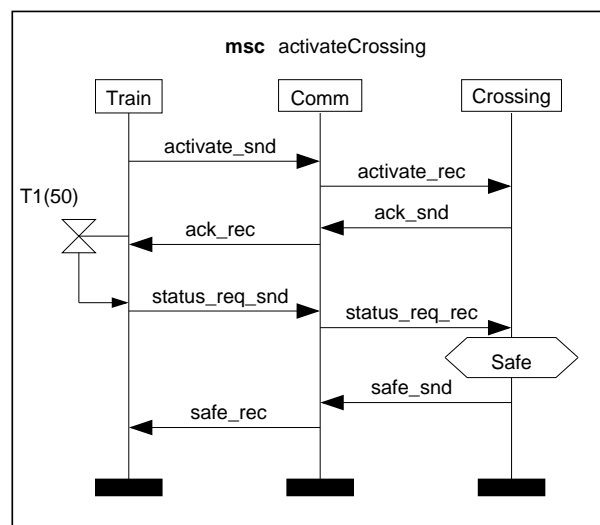 msc activateCrossing
Train Comm Crossing
activate_snd
activate_rec
T1(50)
ack_snd
ack_rec
status_req_snd
status_req_rec
Safe
safe_snd
safe_rec